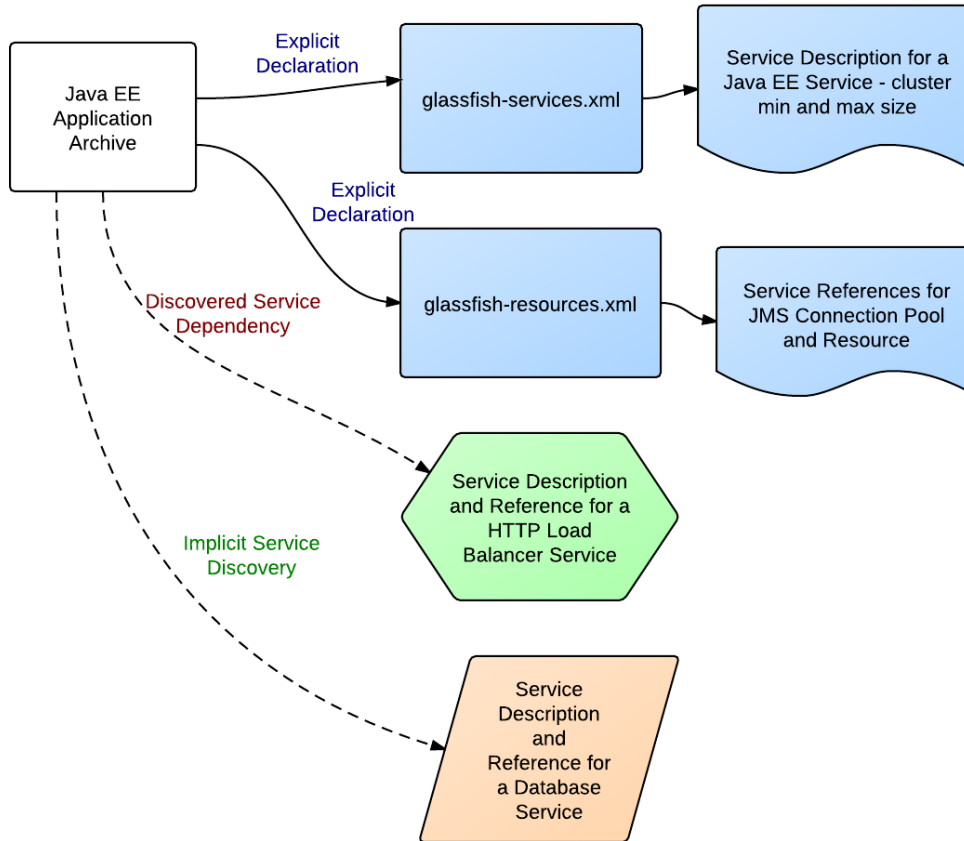 Java EE
Application
Archive
Explicit
Declaration
glassfish-services.xml
Service Description for a
Java EE Service - cluster
min and max size
Explicit
Declaration
glassfish-resources.xml
Service References for
JMS Connection Pool
and Resource
Discovered Service
Dependency
Service Description
and Reference for a
HTTP Load
Balancer Service
Implicit Service
Discovery
Service
Description
and
Reference for
a Database
Service